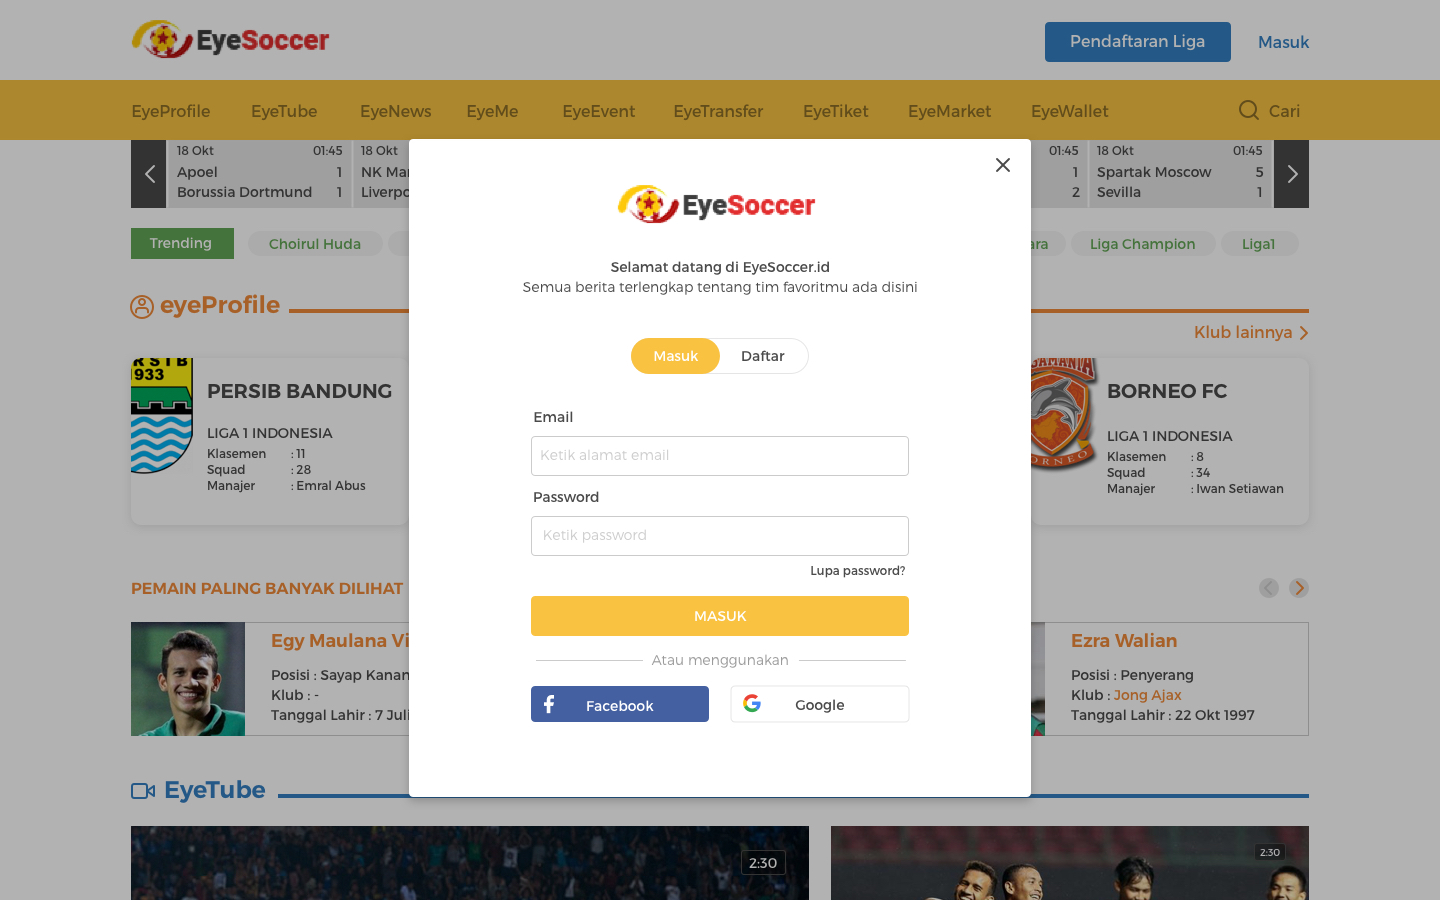 EyeSoccer
Pendaftaran Liga
Masuk
EyeProfile EyeTube EyeNews EyeMe EyeEvent EyeTransfer EyeTiket EyeMarket EyeWallet Cari
18 Okt 01:45
Apoel 1
Borussia Dortmund 1
18 Okt
NK Mar
Liverpo
01:45
1
2
18 Okt 01:45
Spartak Moscow 5
Sevilla 1
Trending
Choirul Huda
ara
Liga Champion
Liga1
eyeProfile
Klub lainnya
1933
PERSIB BANDUNG
LIGA 1 INDONESIA
Klasemen : 11
Squad : 28
Manajer : Emral Abus
BORNEO
BORNEO FC
LIGA 1 INDONESIA
Klasemen : 8
Squad : 34
Manajer : Iwan Setiawan
PEMAIN PALING BANYAK DILIHAT
Egy Maulana Vi
Posisi : Sayap Kanan
Klub : -
Tanggal Lahir : 7 Juli
Ezra Walian
Posisi : Penyerang
Klub : Jong Ajax
Tanggal Lahir : 22 Okt 1997
EyeTube
2:30
2:30
EyeSoccer
Selamat datang di EyeSoccer.id
Semua berita terlengkap tentang tim favoritmu ada disini
Masuk
Daftar
Email
Ketik alamat email
Password
Ketik password
Lupa password?
MASUK
Atau menggunakan
Facebook
Google